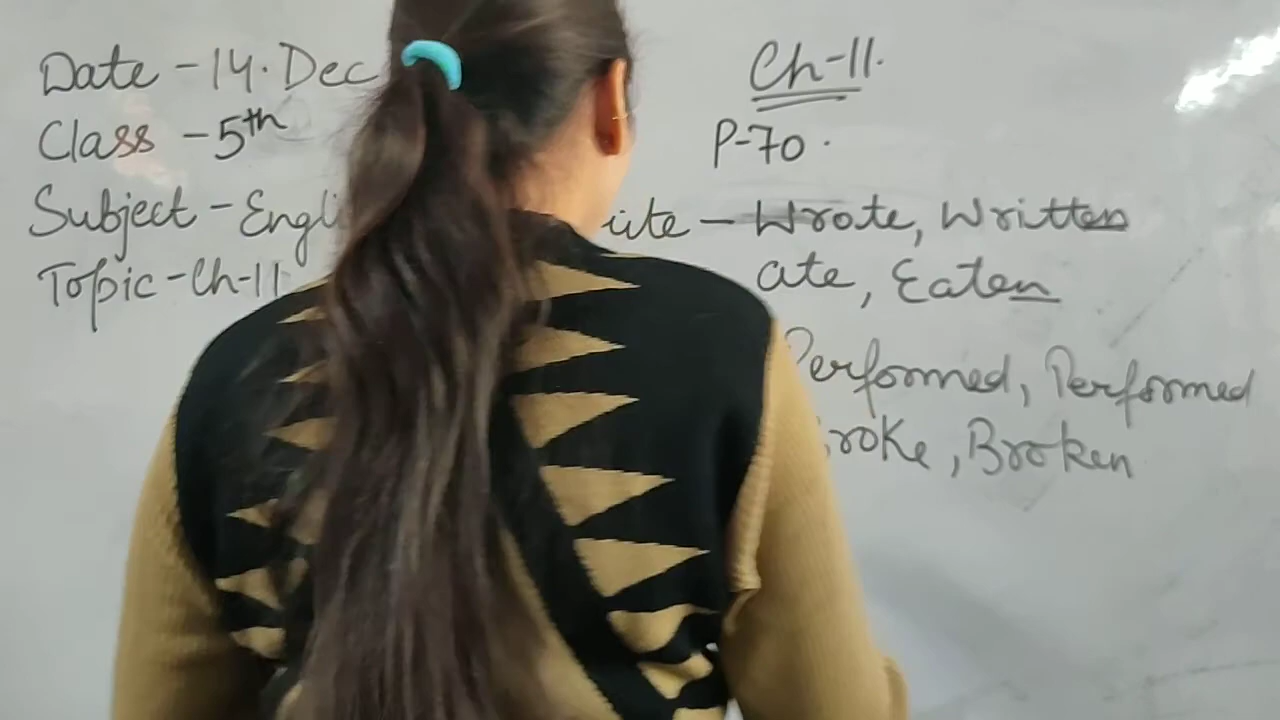 Date - 14. Dec
Class - 5th
Subject - Engli
Topic - Ch-11
Ch-11.
P-70.
ite - Wrote, Written
ate, Eaten
Performed, Performed
roke, Broken